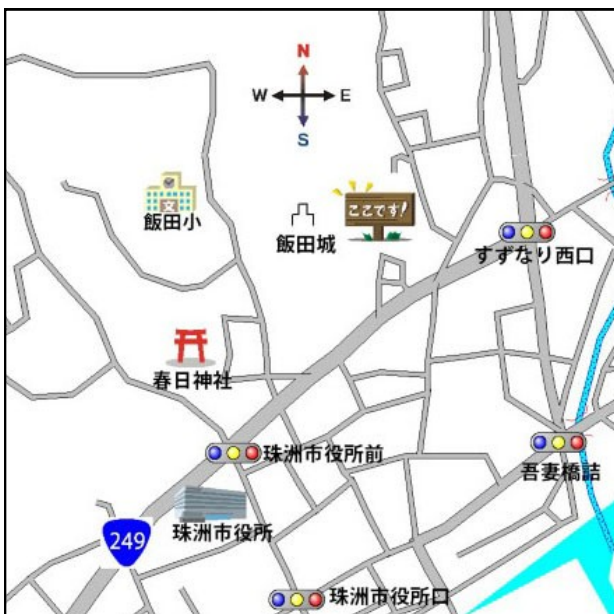 N
W E
S
文
飯田小
飯田城
ここです!
すずなり西口
春日神社
珠洲市役所前
吾妻橋詰
珠洲市役所
249
珠洲市役所口